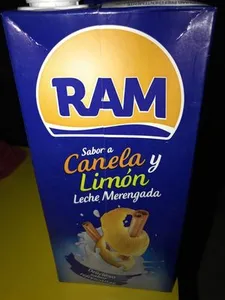 RAM
Sabor a
Canela y
Limón
Leche Merengada